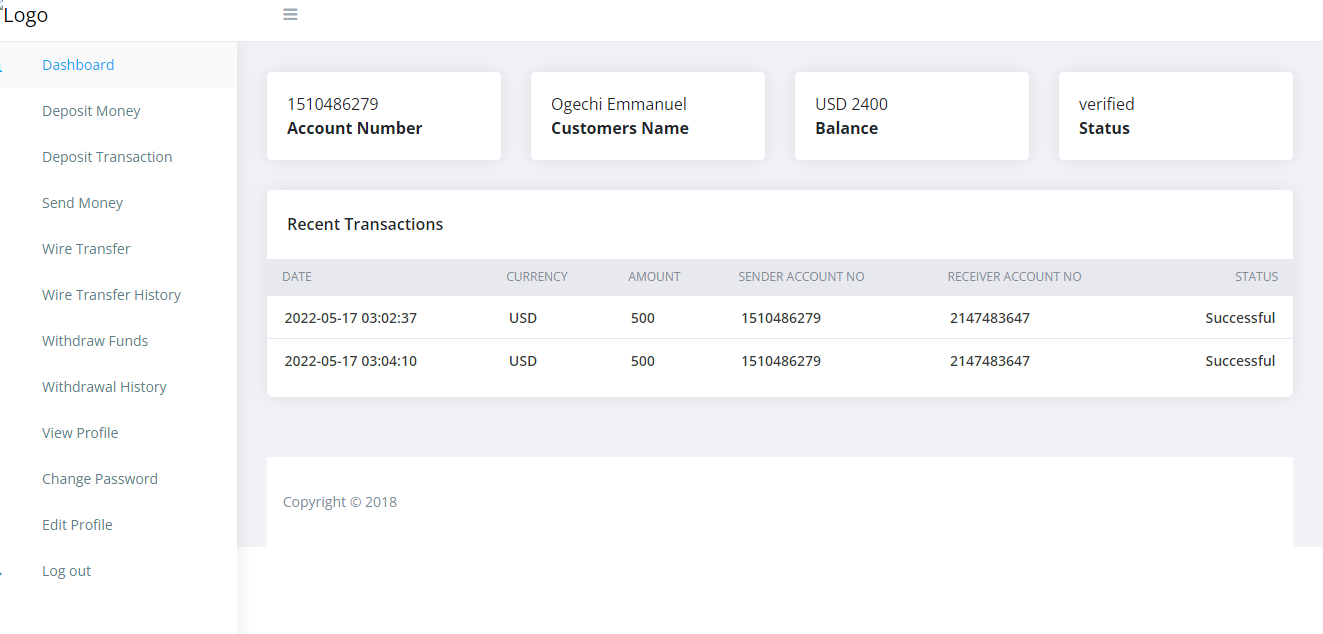 Logo
Dashboard
Deposit Money
Deposit Transaction
Send Money
Wire Transfer
Wire Transfer History
Withdraw Funds
Withdrawal History
View Profile
Change Password
Edit Profile
Log out
1510486279
Account Number
Ogechi Emmanuel
Customers Name
USD 2400
Balance
verified
Status
Recent Transactions
DATE CURRENCY AMOUNT SENDER ACCOUNT NO RECEIVER ACCOUNT NO STATUS
2022-05-17 03:02:37 USD 500 1510486279 2147483647 Successful
2022-05-17 03:04:10 USD 500 1510486279 2147483647 Successful
Copyright © 2018